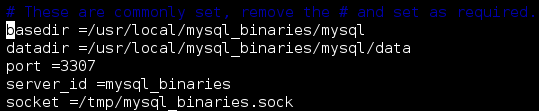 # These are commonly set, remove the # and set as required.
basedir =/usr/local/mysql_binaries/mysql
datadir =/usr/local/mysql_binaries/mysql/data
port =3307
server_id =mysql_binaries
socket =/tmp/mysql_binaries.sock